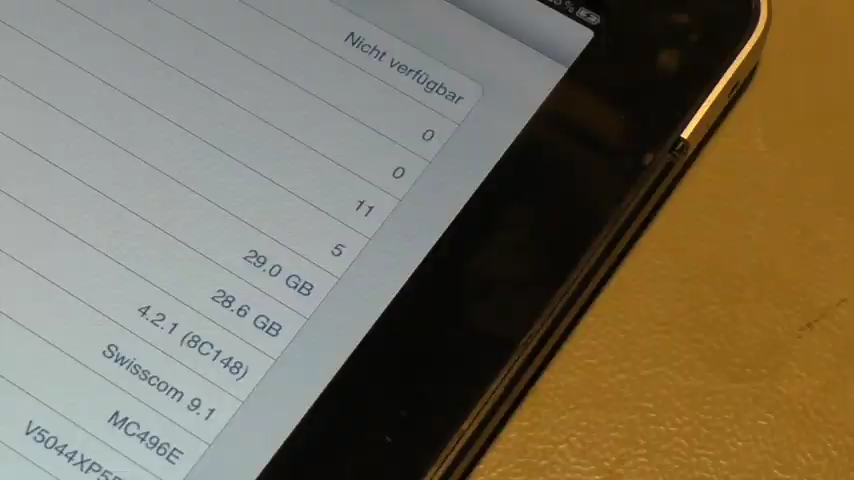 Nicht verfügbar
0
0
11
5
29.0 GB
28.6 GB
4.2.1 (8C148)
Swisscom 9.1
MC496E